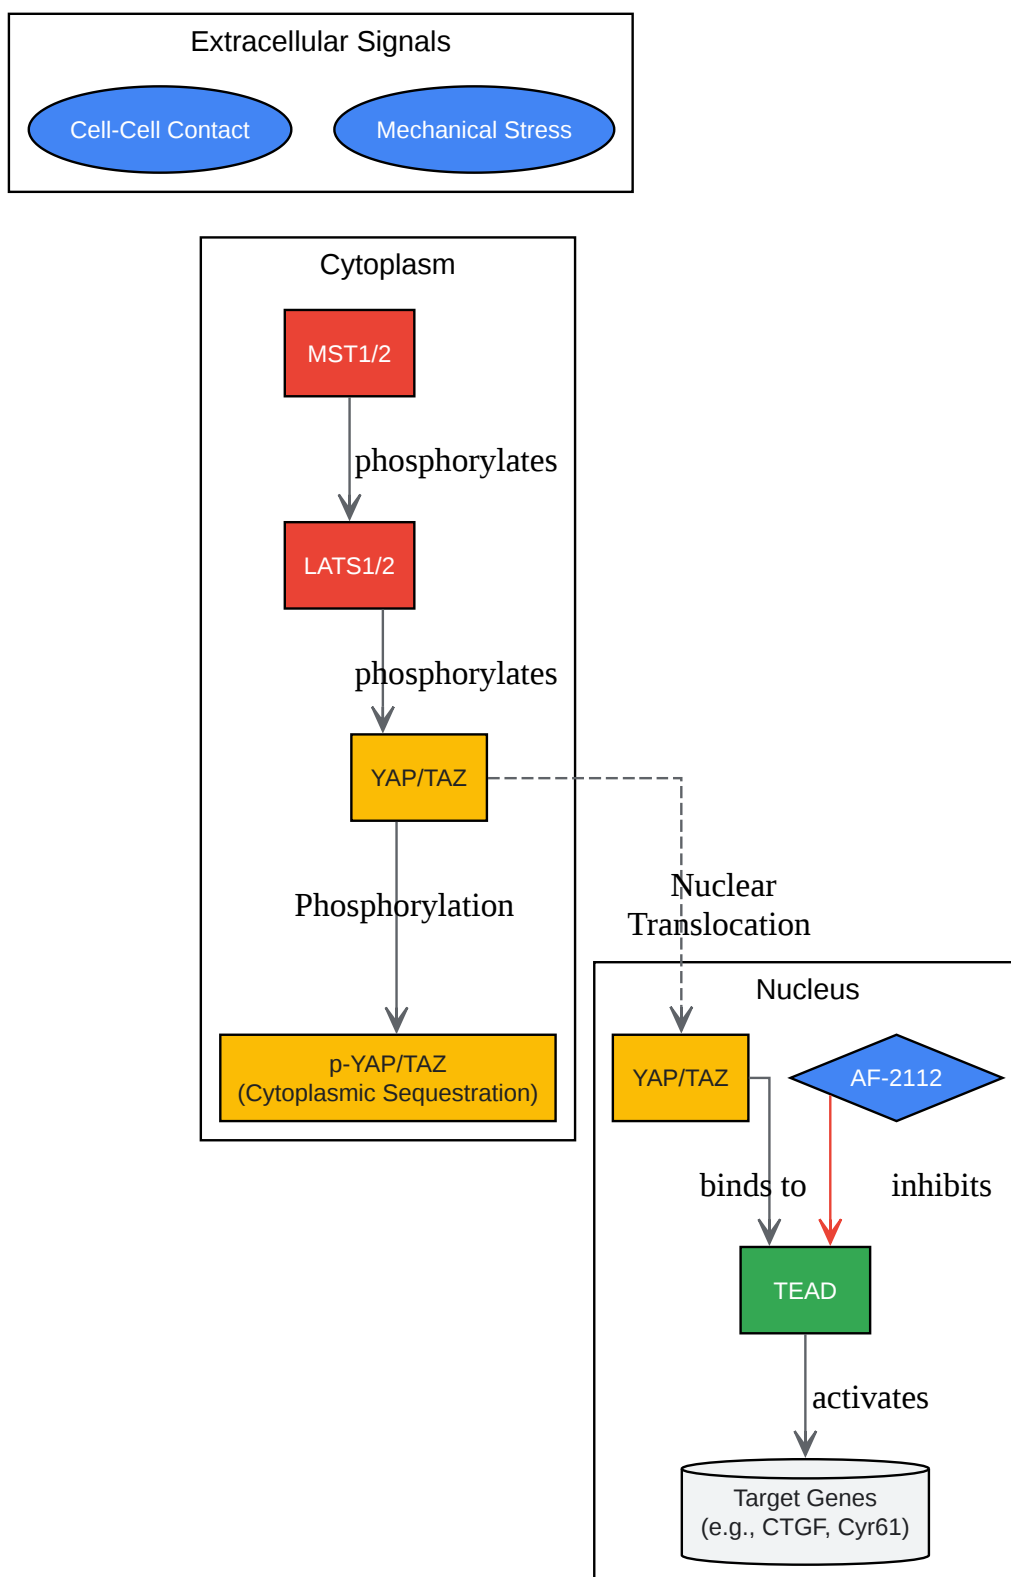 Extracellular Signals
Cell-Cell Contact
Mechanical Stress
Cytoplasm
MST1/2
phosphorylates
LATS1/2
phosphorylates
YAP/TAZ
Phosphorylation
Nuclear
Translocation
Nucleus
p-YAP/TAZ
(Cytoplasmic Sequestration)
YAP/TAZ
AF-2112
binds to
inhibits
TEAD
activates
Target Genes
(e.g., CTGF, Cyr61)